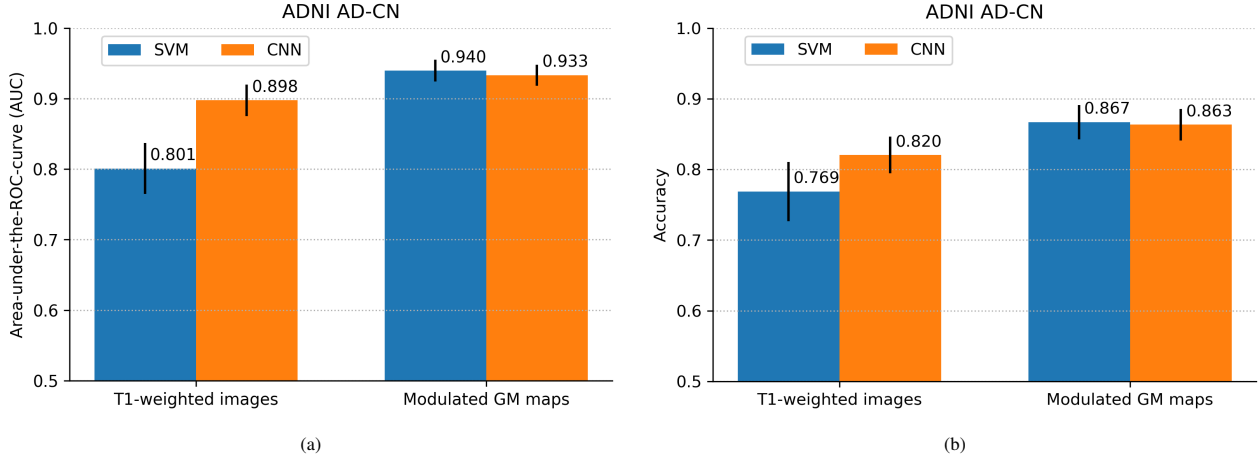 ADNI AD-CN
Area-under-the-ROC-curve (AUC)
1.0
0.9
0.8
0.7
0.6
0.5
SVM
CNN
0.801
0.898
0.940
0.933
T1-weighted images
Modulated GM maps
(a)
ADNI AD-CN
Accuracy
1.0
0.9
0.8
0.7
0.6
0.5
SVM
CNN
0.769
0.820
0.867
0.863
T1-weighted images
Modulated GM maps
(b)